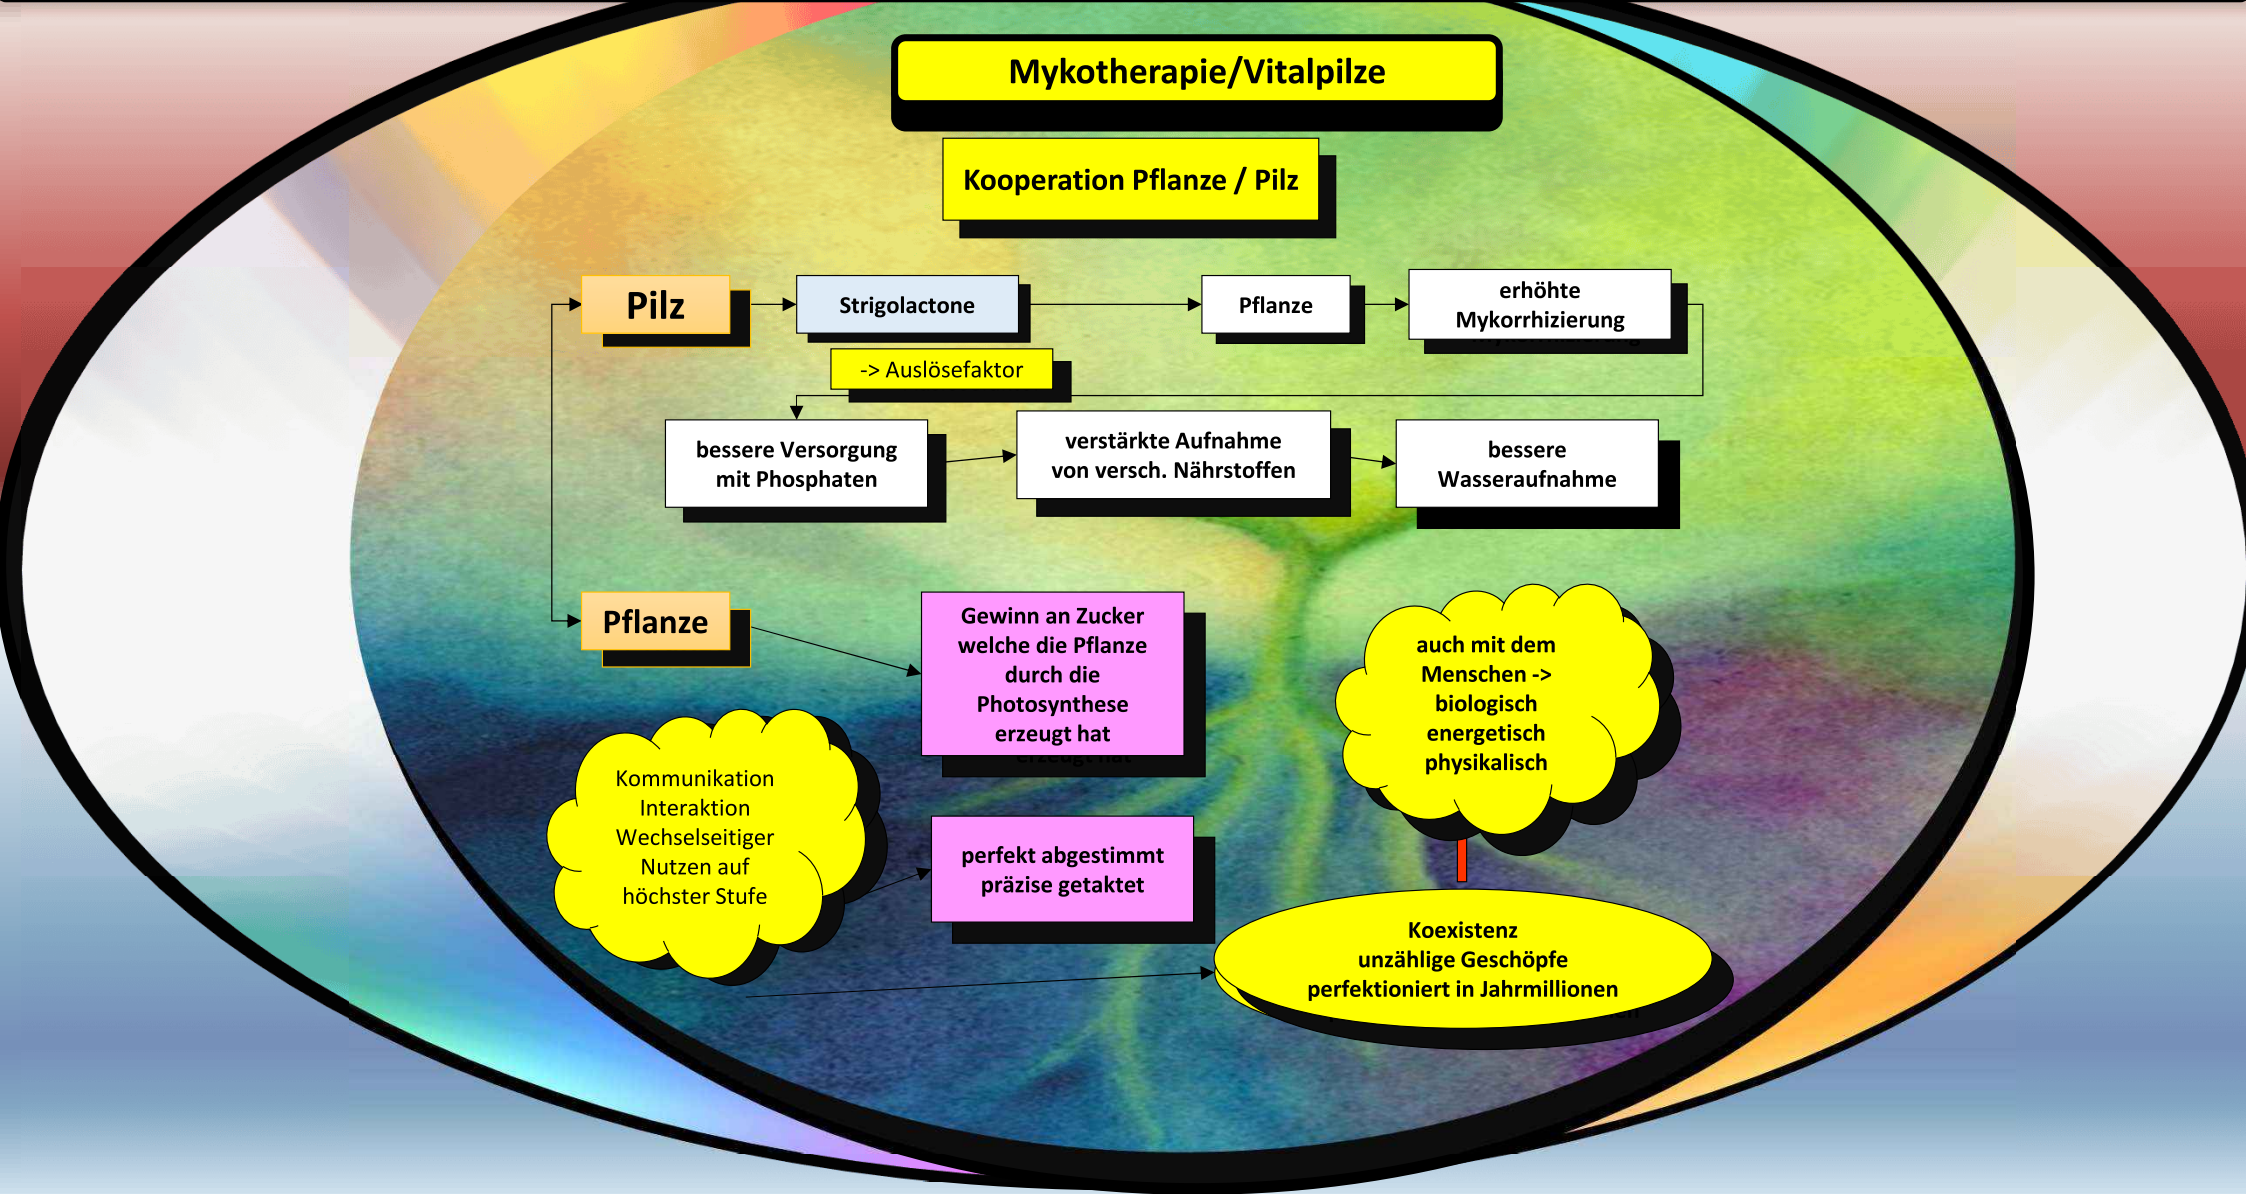 Mykotherapie/Vitalpilze
Kooperation Pflanze / Pilz
Pilz
Strigolactone
Pflanze
erhöhte
Mykorrhizierung
-> Auslösefaktor
bessere Versorgung
mit Phosphaten
verstärkte Aufnahme
von versch. Nährstoffen
bessere
Wasseraufnahme
Pflanze
Gewinn an Zucker
welche die Pflanze
durch die
Photosynthese
erzeugt hat
auch mit dem
Menschen ->
biologisch
energetisch
physikalisch
Kommunikation
Interaktion
Wechselseitiger
Nutzen auf
höchster Stufe
perfekt abgestimmt
präzise getaktet
Koexistenz
unzählige Geschöpfe
perfektioniert in Jahrmillionen